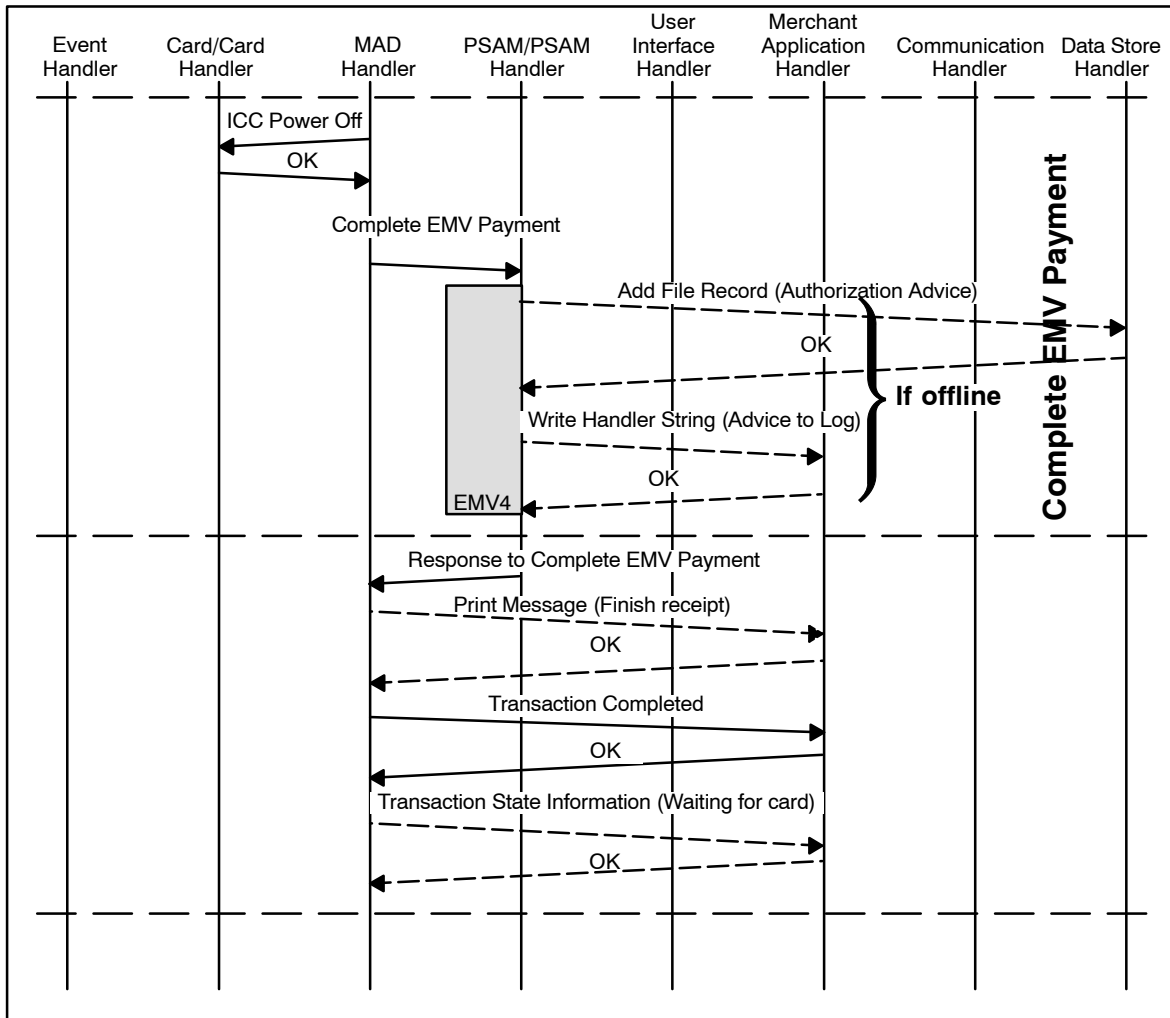 Event Handler
Card/Card Handler
MAD Handler
PSAM/PSAM Handler
User Interface Handler
Merchant Application Handler
Communication Handler
Data Store Handler
ICC Power Off
OK
Complete EMV Payment
Add File Record (Authorization Advice)
OK
If offline
Write Handler String (Advice to Log)
OK
EMV4
Complete EMV Payment
Response to Complete EMV Payment
Print Message (Finish receipt)
OK
Transaction Completed
OK
Transaction State Information (Waiting for card)
OK